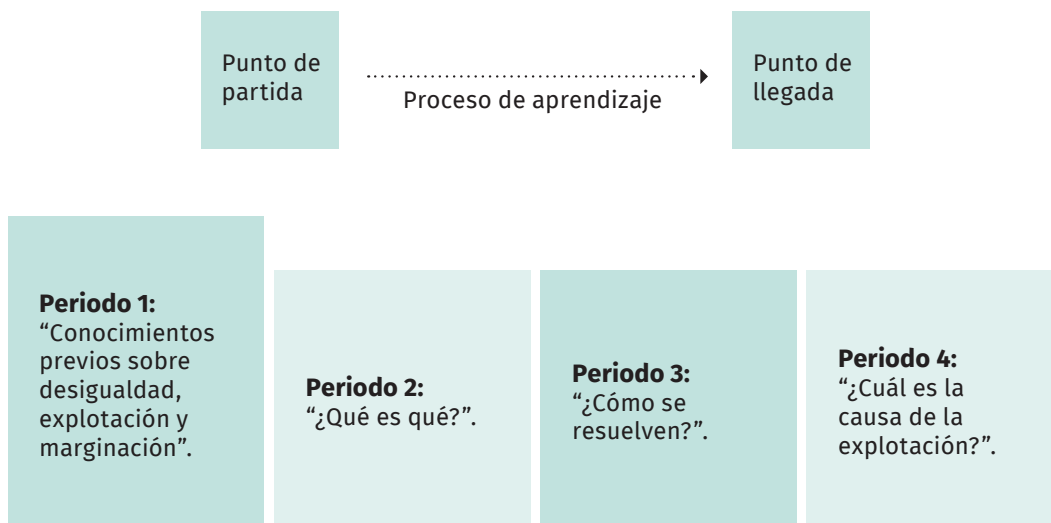 Punto de
partida
Proceso de aprendizaje
Punto de
llegada
Periodo 1:
“Conocimientos
previos sobre
desigualdad,
explotación y
marginación”.
Periodo 2:
“¿Qué es qué?”.
Periodo 3:
“¿Cómo se
resuelven?”.
Periodo 4:
“¿Cuál es la
causa de la
explotación?”.